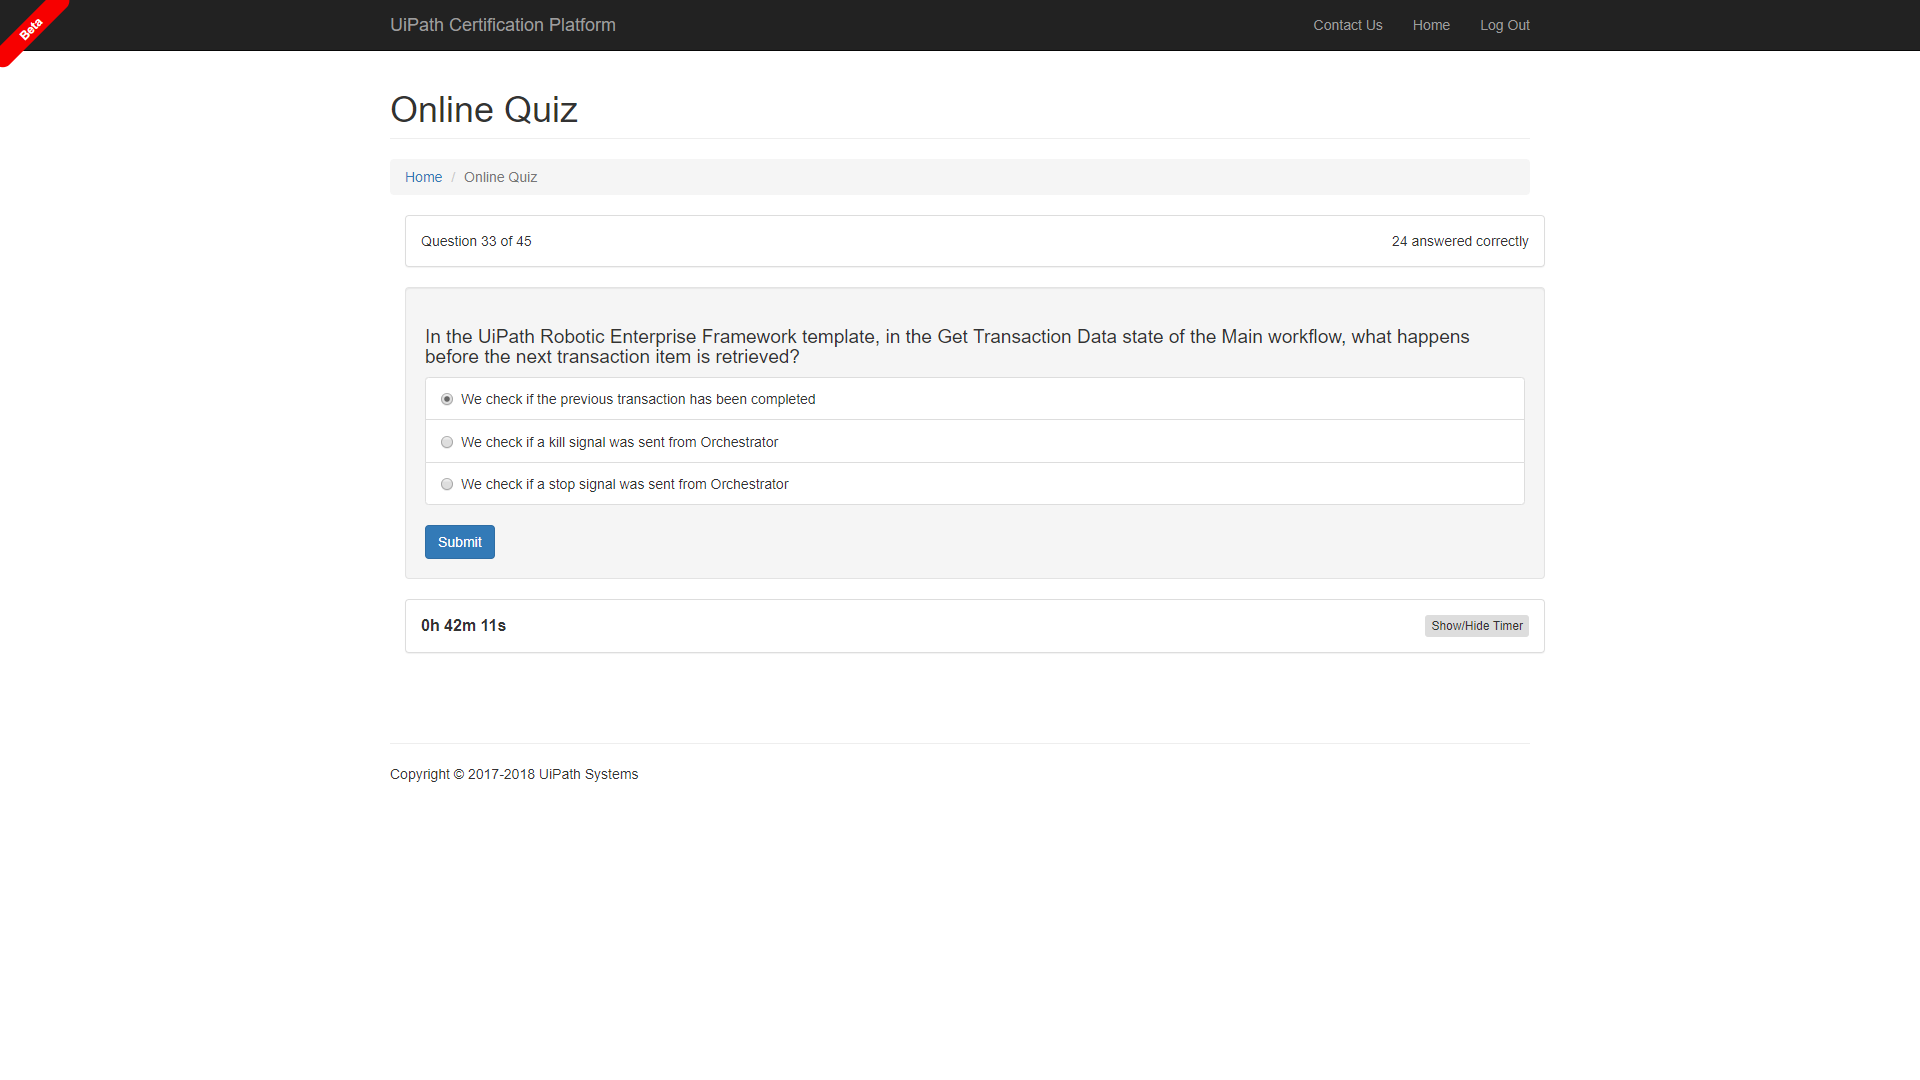 Beta
UiPath Certification Platform
Contact Us
Home
Log Out
Online Quiz
Home / Online Quiz
Question 33 of 45
24 answered correctly
In the UiPath Robotic Enterprise Framework template, in the Get Transaction Data state of the Main workflow, what happens
before the next transaction item is retrieved?
We check if the previous transaction has been completed
We check if a kill signal was sent from Orchestrator
We check if a stop signal was sent from Orchestrator
Submit
0h 42m 11s
Show/Hide Timer
Copyright © 2017-2018 UiPath Systems